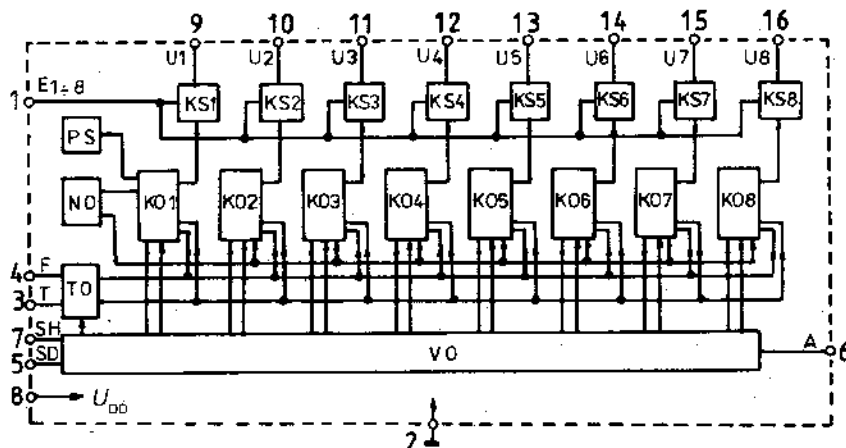 9 10 11 12 13 14 15 16
U1 U2 U3 U4 U5 U6 U7 U8
1 E1÷8
KS1 KS2 KS3 KS4 KS5 KS6 KS7 KS8
PS
NO KO1 KO2 KO3 KO4 KO5 KO6 KO7 KO8
4 F
TO
3 T
7 SH
VO A 6
5 SD
8 UDD
2